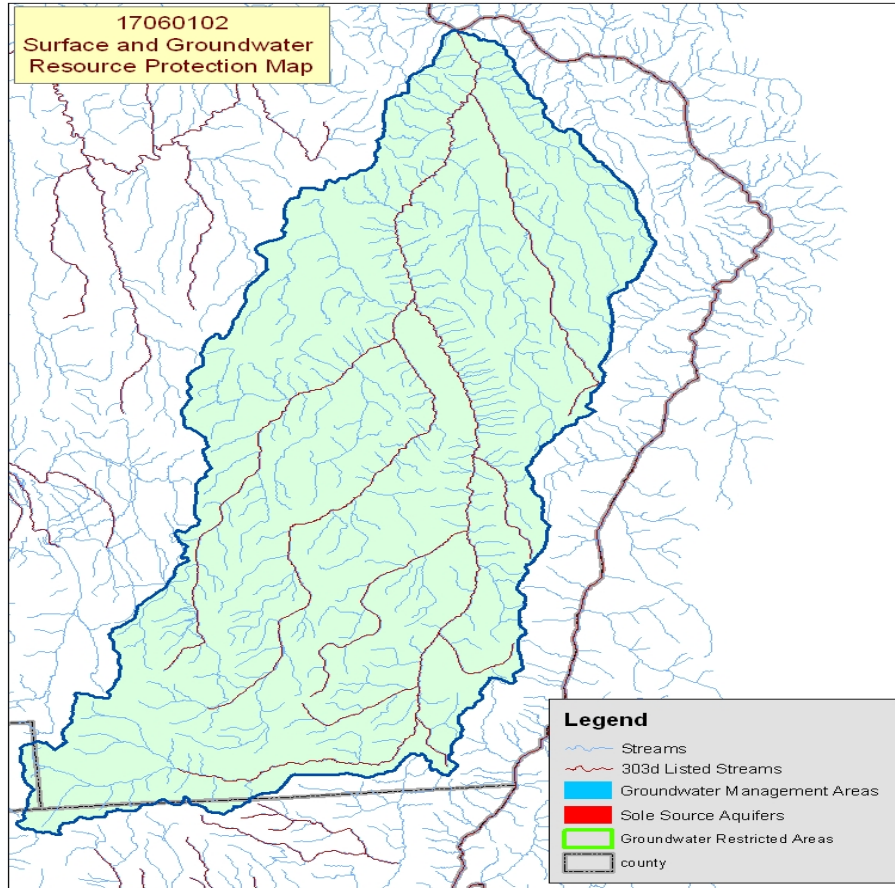 17060102
Surface and Groundwater
Resource Protection Map
Legend
Streams
303d Listed Streams
Groundwater Management Areas
Sole Source Aquifers
Groundwater Restricted Areas
county